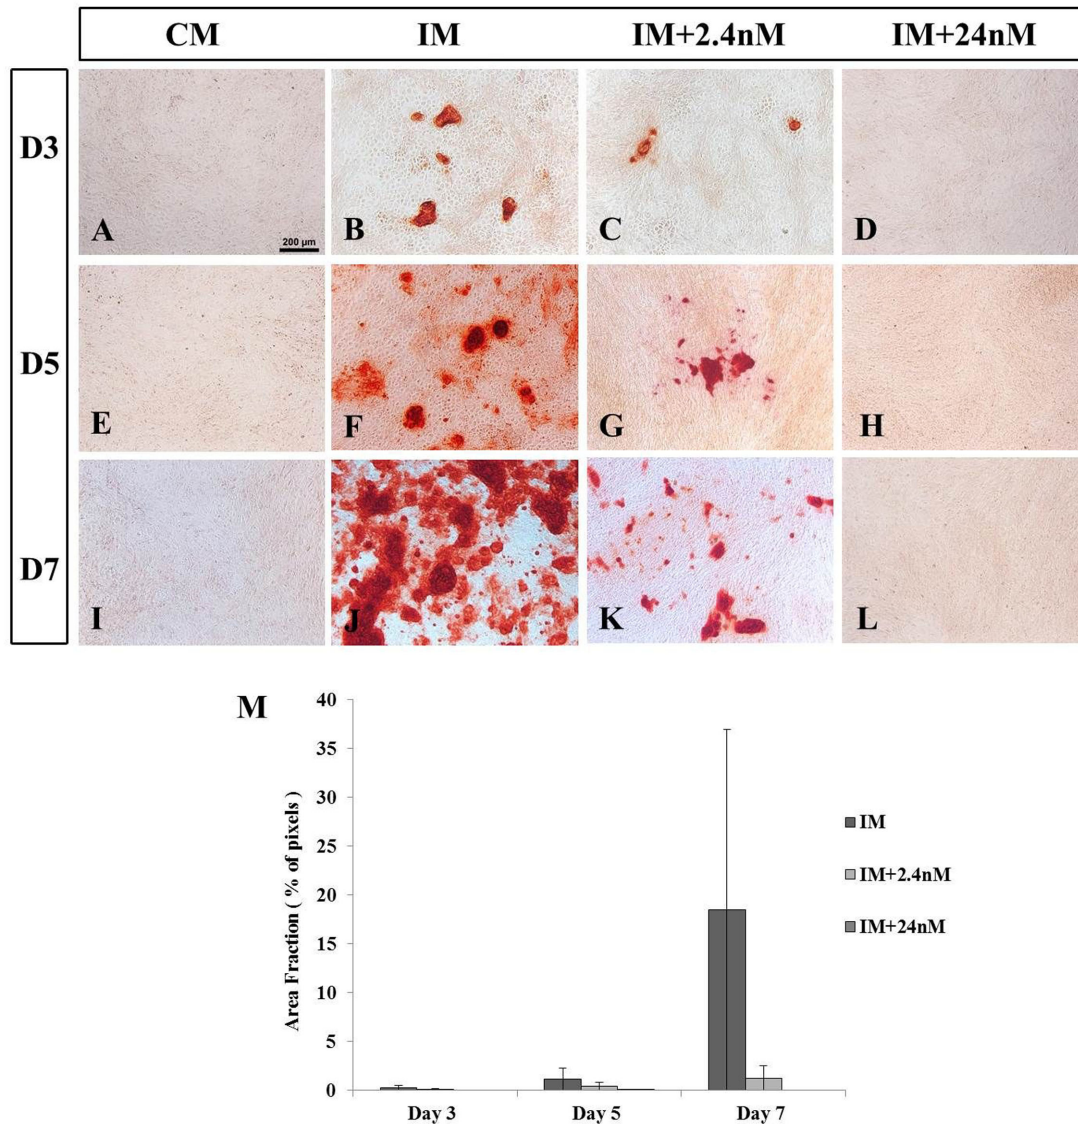 CM IM IM+2.4nM IM+24nM
D3
A
200 µm
B
C
D
D5
E
F
G
H
D7
I
J
K
L
M
Area Fraction ( % of pixels )
40
35
30
25
20
15
10
5
0
Day 3 Day 5 Day 7
IM
IM+2.4nM
IM+24nM